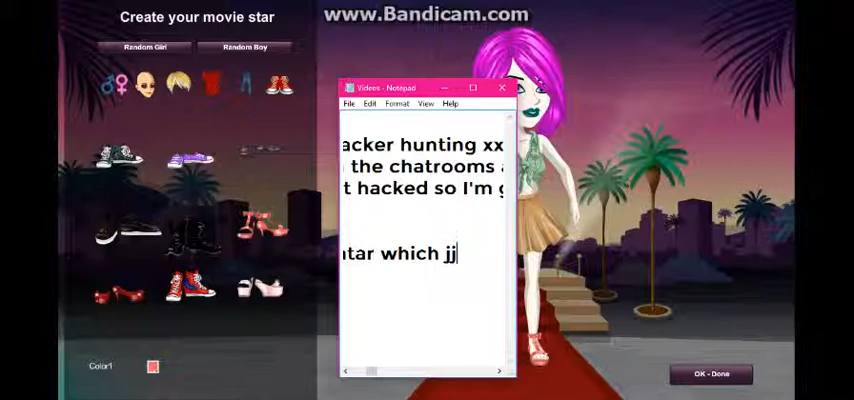 www.Bandicam.com
Create your movie star
Random Girl Random Boy
Videos - Notepad
File Edit Format View Help
acker hunting xx
the chatrooms
t hacked so I'm
atar which jj
Color1
OK - Done